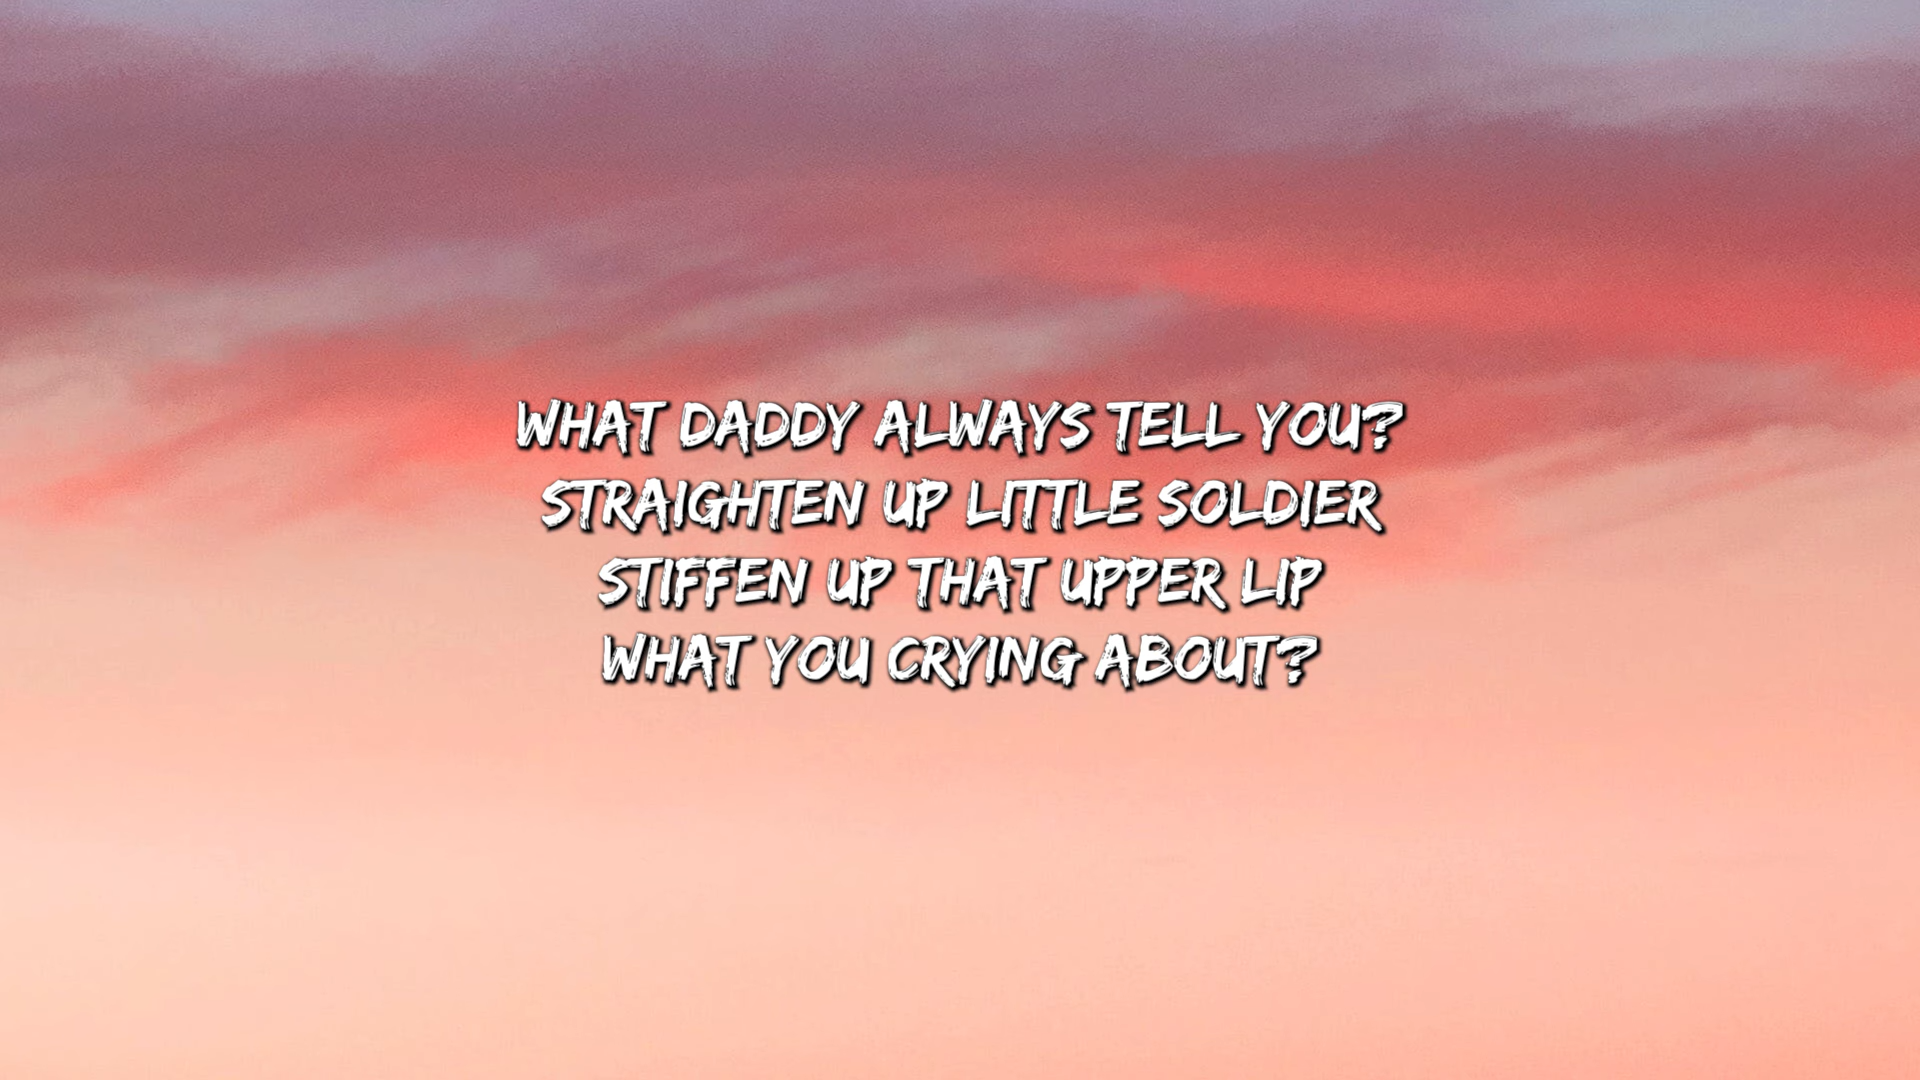 WHAT DADDY ALWAYS TELL YOU?
STRAIGHTEN UP LITTLE SOLDIER
STIFFEN UP THAT UPPER LIP
WHAT YOU CRYING ABOUT?